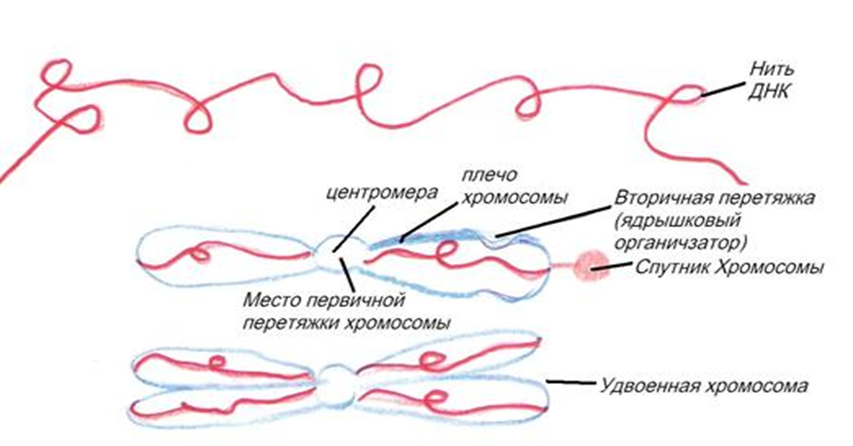 Нить
ДНК
плечо
хромосомы
центромера
Вторичная перетяжка
(ядрышковый
органичзатор)
Спутник Хромосомы
Место первичной
перетяжки хромосомы
Удвоенная хромосома